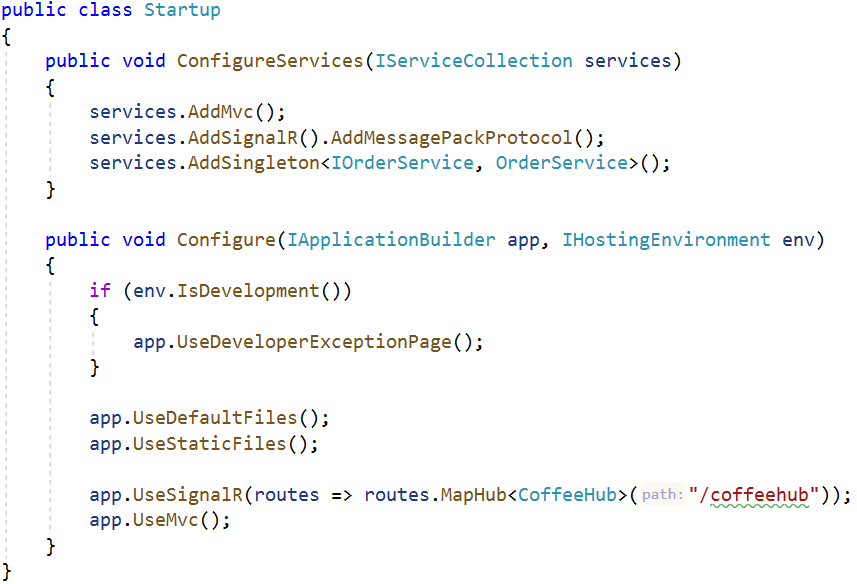 public class Startup
{
    public void ConfigureServices(IServiceCollection services)
    {
        services.AddMvc();
        services.AddSignalR().AddMessagePackProtocol();
        services.AddSingleton<IOrderService, OrderService>();
    }

    public void Configure(IApplicationBuilder app, IHostingEnvironment env)
    {
        if (env.IsDevelopment())
        {
            app.UseDeveloperExceptionPage();
        }

        app.UseDefaultFiles();
        app.UseStaticFiles();

        app.UseSignalR(routes => routes.MapHub<CoffeeHub>(path: "/coffeehub"));
        app.UseMvc();
    }
}